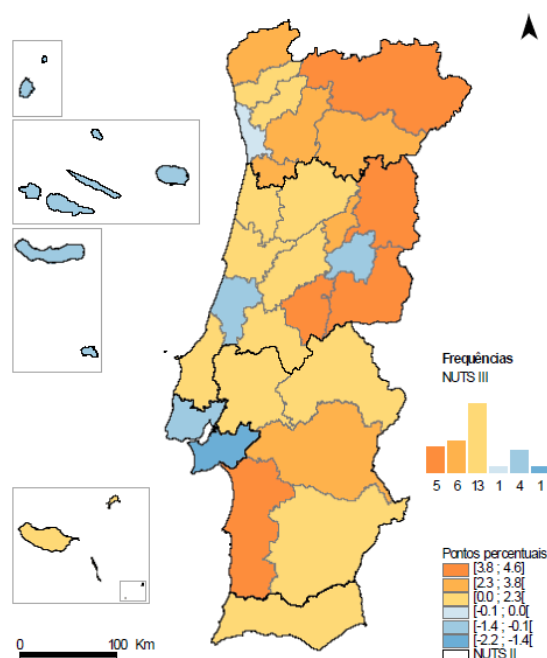 Frequências
NUTS III
5 6 13 1 4 1
Pontos percentuais
[3.8 ; 4.6]
[2.3 ; 3.8[
[0.0 ; 2.3[
[-0.1 ; 0.0[
[-1.4 ; -0.1[
[-2.2 ; -1.4[
NUTS II
0 100 Km